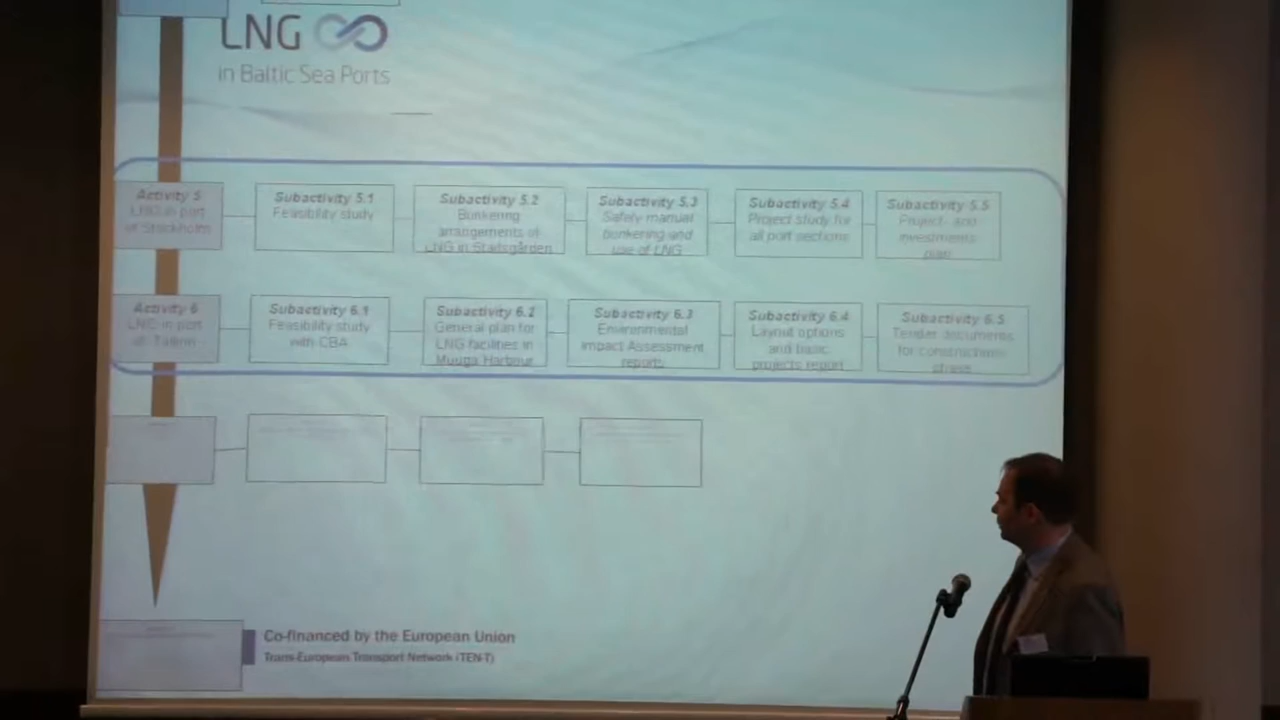 LNG
in Baltic Sea Ports
Activity 5
LNG in port
of Stockholm
Subactivity 5.1
Feasibility study
Subactivity 5.2
Bunkering
arrangements of
LNG in Stadsgården
Subactivity 5.3
Safety manual
bunkering and
use of LNG
Subactivity 5.4
Project study for
all port sections
Subactivity 5.5
Project- and
investments
plan
Activity 6
LNG in port
of Tallinn
Subactivity 6.1
Feasibility study
with CBA
Subactivity 6.2
General plan for
LNG facilities in
Muuga Harbour
Subactivity 6.3
Environmental
Impact Assessment
reports
Subactivity 6.4
Layout options
and basic
projects report
Subactivity 6.5
Tender documents
for constructions
phase
Co-financed by the European Union
Trans-European Transport Network (TEN-T)